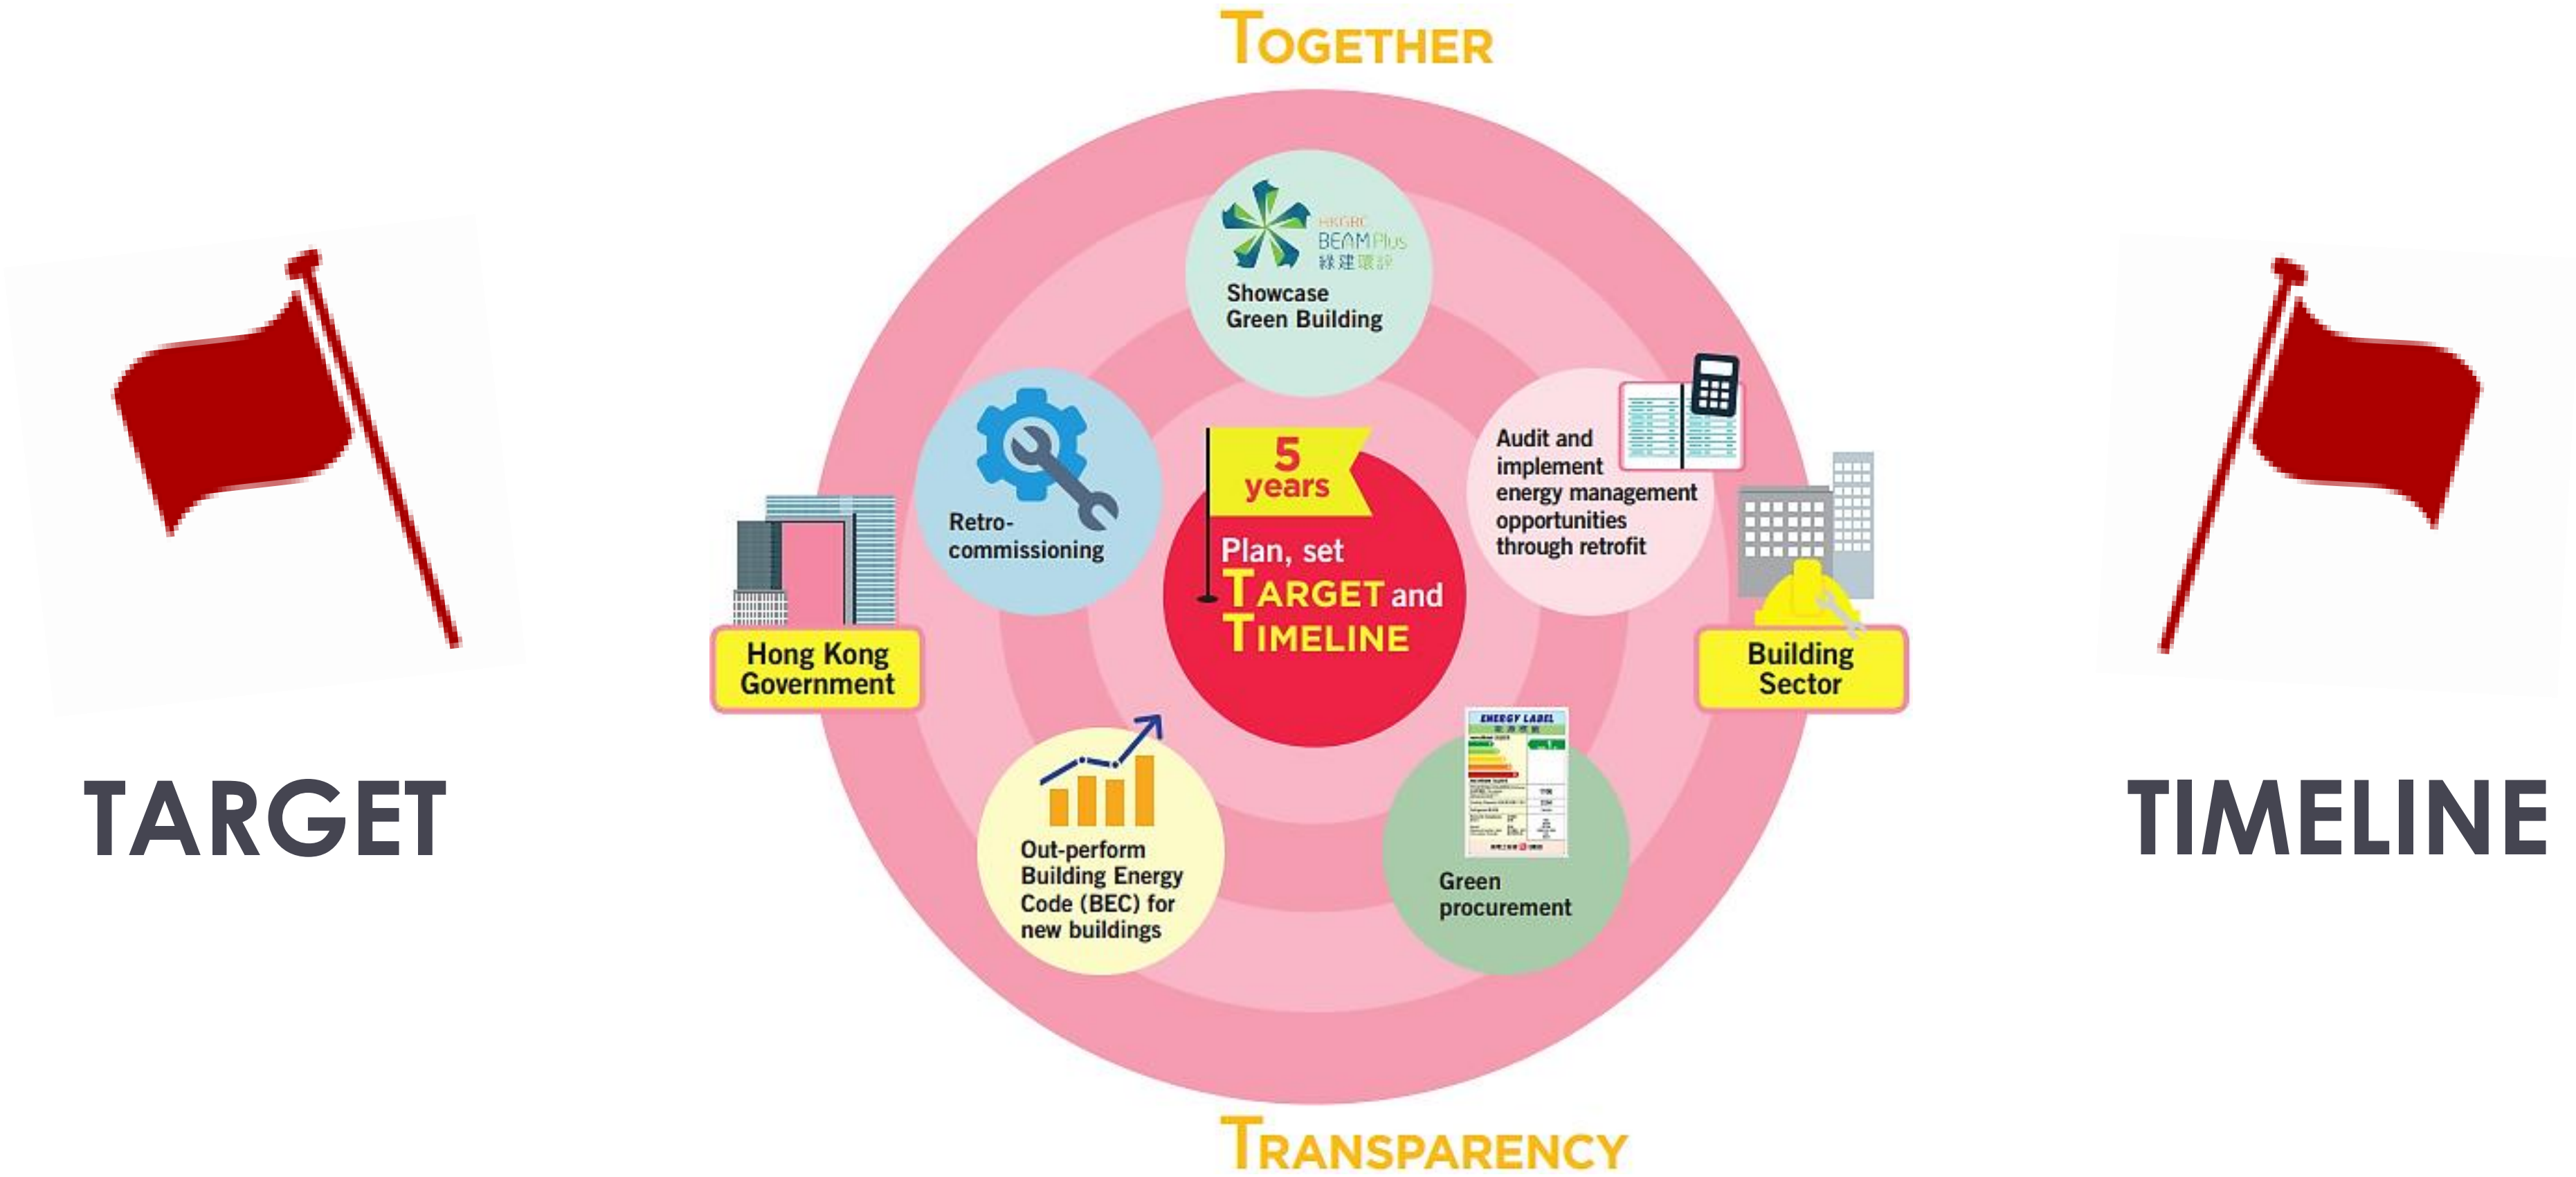 TOGETHER
HKGBC
BEAM Plus
綠建環評
Showcase
Green Building
Retro-
commissioning
5
years
Plan, set
TARGET and
TIMELINE
Audit and
implement
energy management
opportunities
through retrofit
Hong Kong
Government
Building
Sector
TARGET
TIMELINE
Out-perform
Building Energy
Code (BEC) for
new buildings
ENERGY LABEL
Green
procurement
TRANSPARENCY